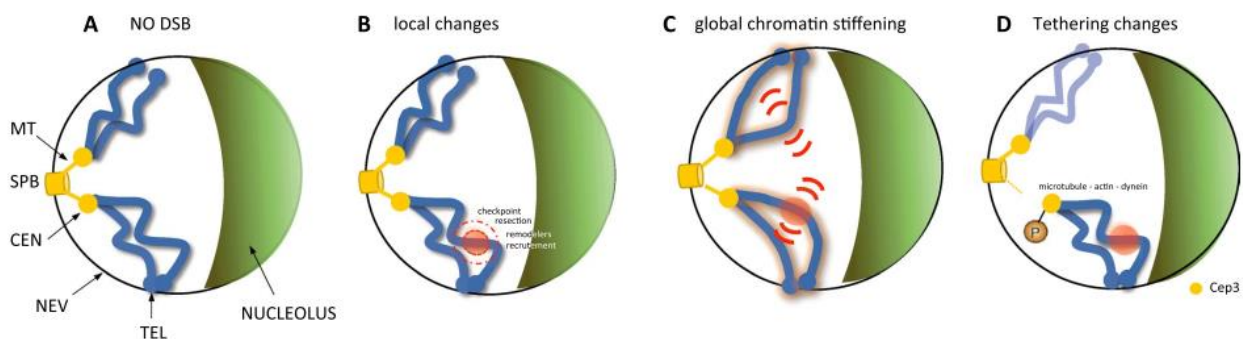 A NO DSB
B local changes
C global chromatin stiffening
D Tethering changes
MT
SPB
CEN
NEV
TEL
NUCLEOLUS
checkpoint
resection
remodelers
recrutement
microtubule - actin - dynein
P
Cep3